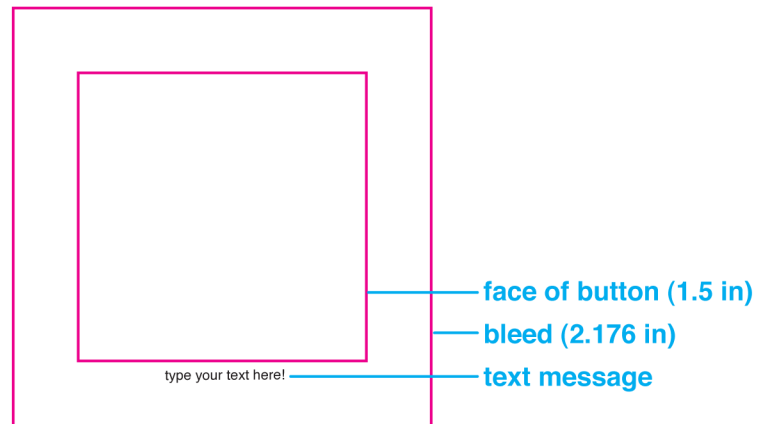 face of button (1.5 in)
bleed (2.176 in)
type your text here!
text message